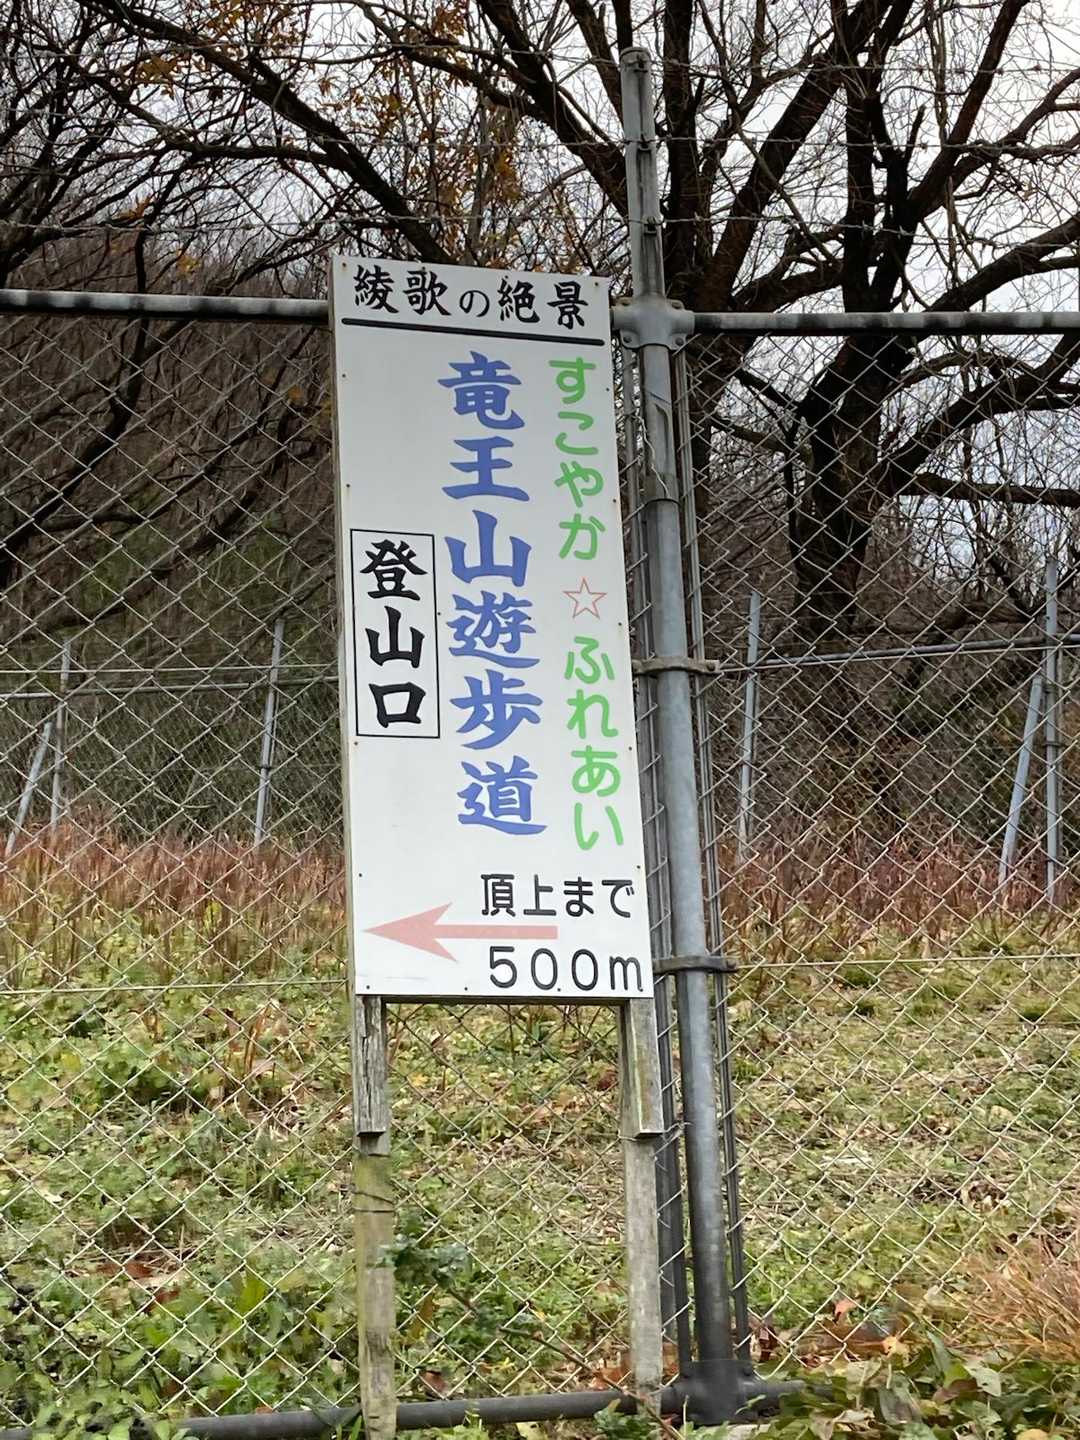 綾歌の絶景
すこやか☆ふれあい
竜王山遊歩道
登山口
頂上まで
500m